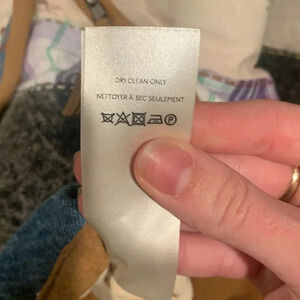 DRY CLEAN ONLY
NETTOYER À SEC SEULEMENT
P